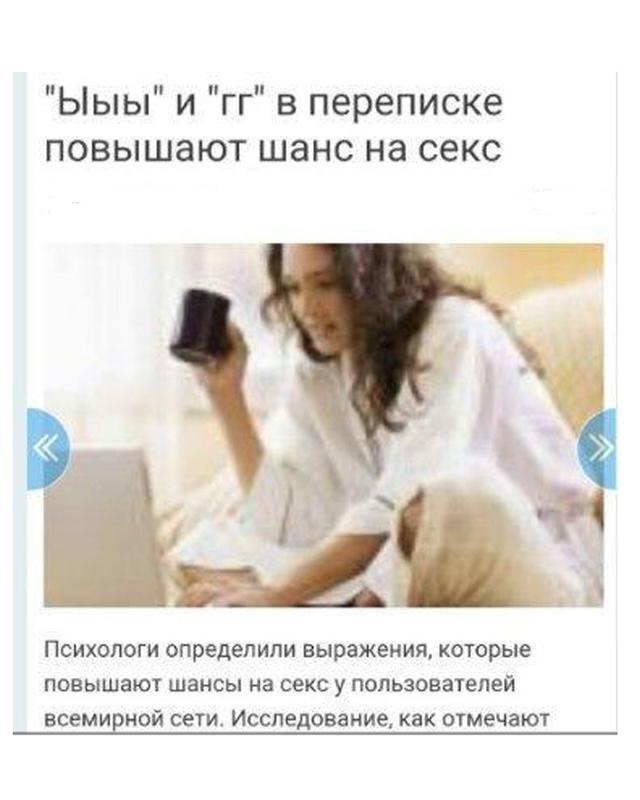 "Ыыы" и "гг" в переписке
повышают шанс на секс
Психологи определили выражения, которые
повышают шансы на секс у пользователей
всемирной сети. Исследование, как отмечают